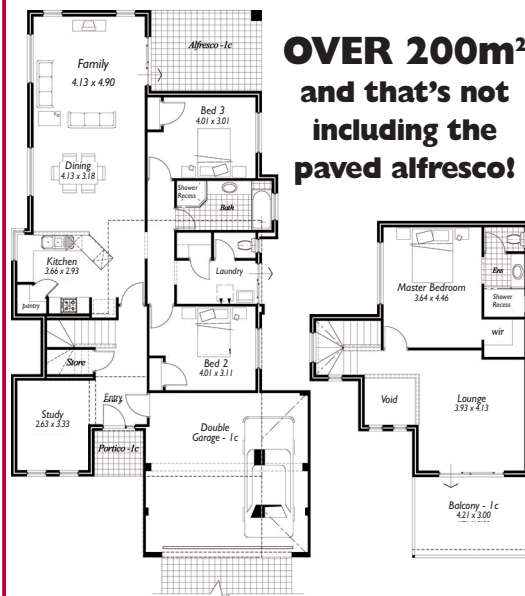 OVER 200m²
and that's not
including the
paved alfresco!
Alfresco -1c
Family
4.13 x 4.90
Bed 3
4.01 x 3.01
Dining
4.13 x 3.18
Shower
Recess
Bath
Kitchen
3.66 x 2.93
Laundry
pantry
Store
Bed 2
4.01 x 3.11
Study
2.63 x 3.33
Entry
Portico -1c
Double
Garage - 1c
Master Bedroom
3.64 x 4.46
Ens
Shower
Recess
wir
Void
Lounge
3.93 x 4.13
Balcony - 1c
4.21 x 3.00